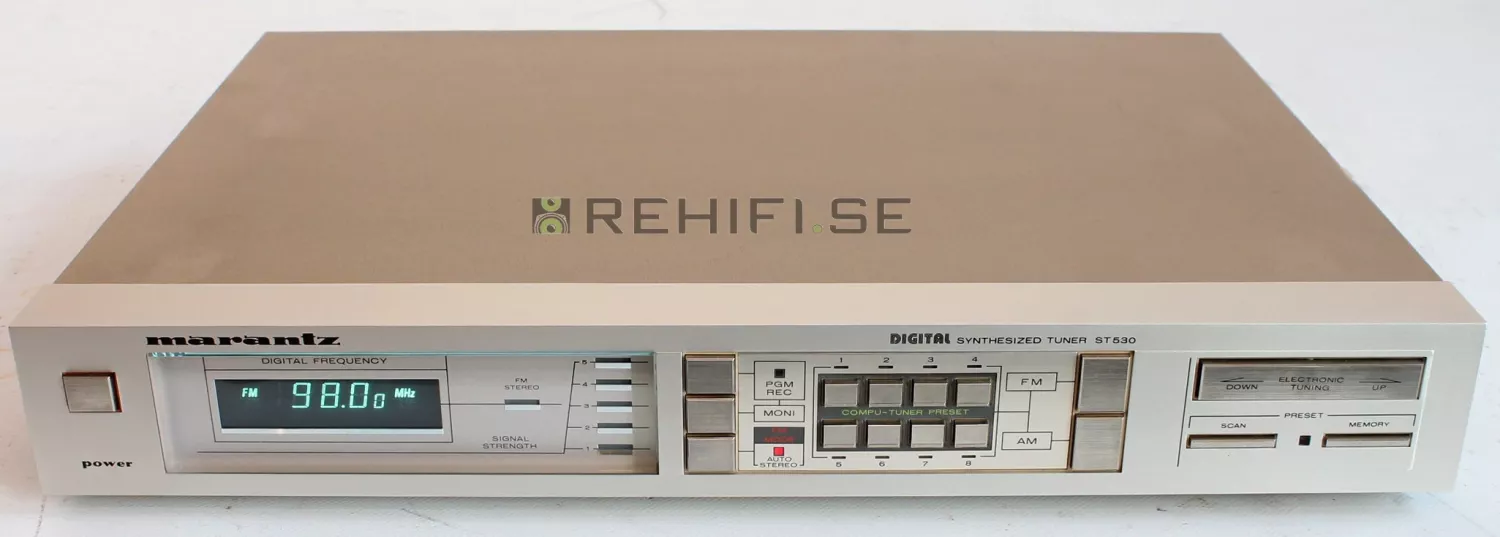 REHIFI.SE
marantz
DIGITAL SYNTHESIZED TUNER ST530
DIGITAL FREQUENCY
FM 98.00 MHz
FM
STEREO
SIGNAL
STRENGTH
5
4
3
2
1
power
PGM
REC
MONI
FM
MODE
AUTO
STEREO
1 2 3 4
COMPU-TUNER PRESET
5 6 7 8
FM
AM
DOWN ELECTRONIC TUNING UP
PRESET
SCAN MEMORY